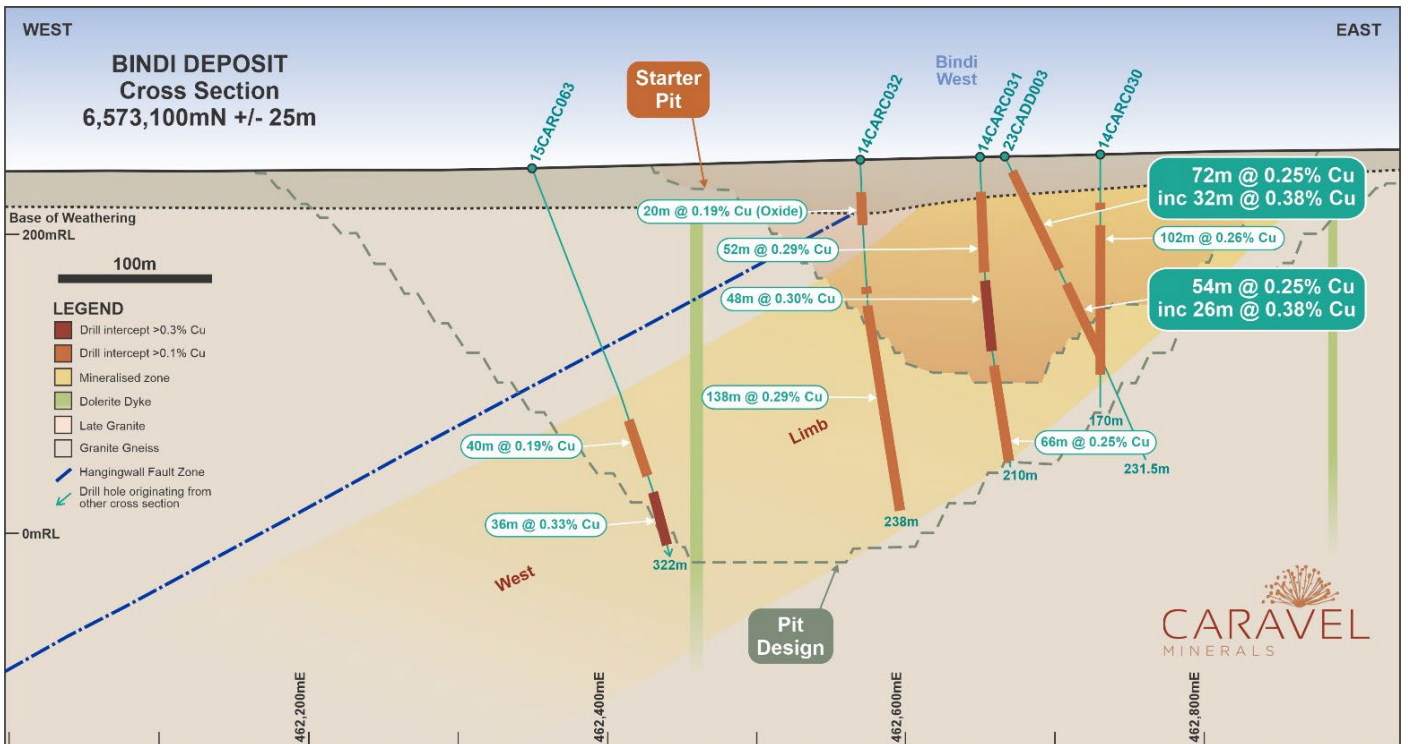 WEST
EAST
BINDI DEPOSIT
Cross Section
6,573,100mN +/- 25m
Starter
Pit
Bindi
West
15CARC063
14CARC032
14CARC031
23CADD003
14CARC030
72m @ 0.25% Cu
inc 32m @ 0.38% Cu
Base of Weathering
200mRL
20m @ 0.19% Cu (Oxide)
52m @ 0.29% Cu
102m @ 0.26% Cu
100m
48m @ 0.30% Cu
54m @ 0.25% Cu
inc 26m @ 0.38% Cu
LEGEND
Drill intercept >0.3% Cu
Drill intercept >0.1% Cu
Mineralised zone
Dolerite Dyke
Late Granite
Granite Gneiss
Hangingwall Fault Zone
Drill hole originating from
other cross section
138m @ 0.29% Cu
Limb
170m
40m @ 0.19% Cu
66m @ 0.25% Cu
231.5m
210m
36m @ 0.33% Cu
238m
0mRL
322m
West
Pit
Design
CARAVEL
MINERALS
462,200mE
462,400mE
462,600mE
462,800mE